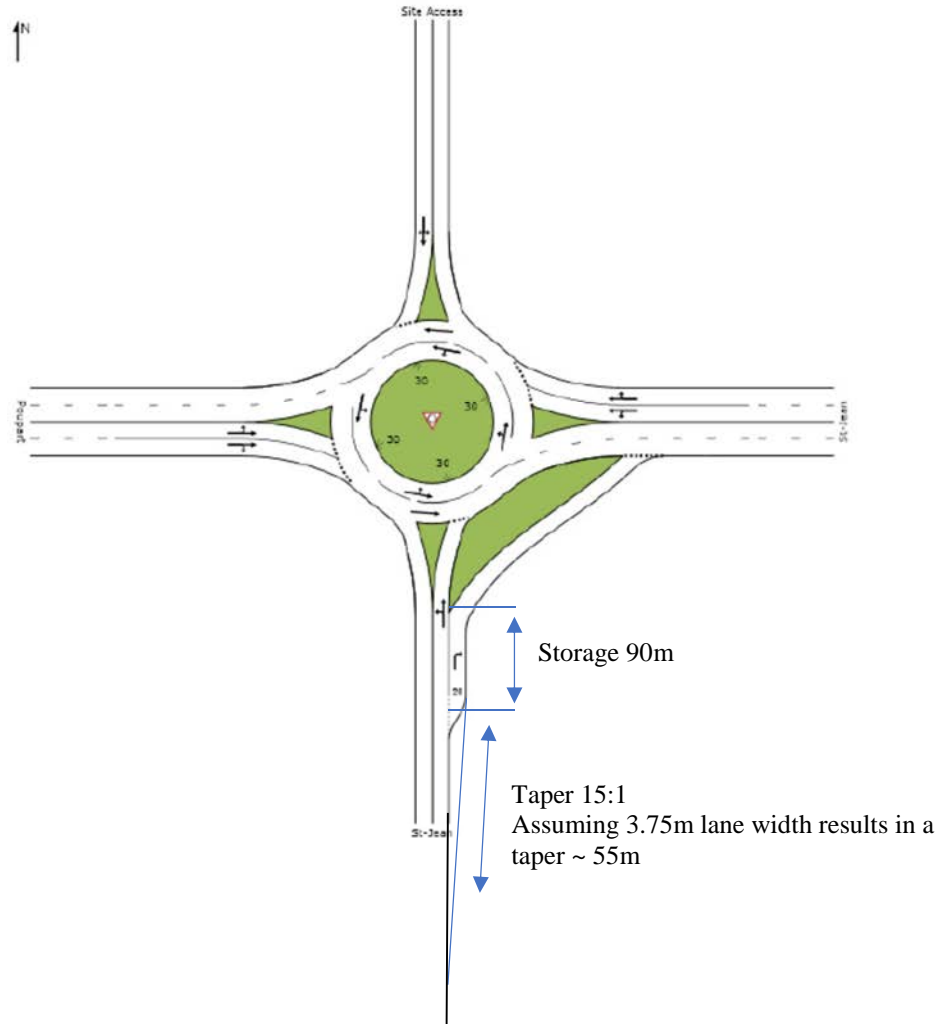 Site Access
N
30
30
30
30
Poupart
St-Jean
Storage 90m
Taper 15:1
Assuming 3.75m lane width results in a
taper ~ 55m
St-Jean